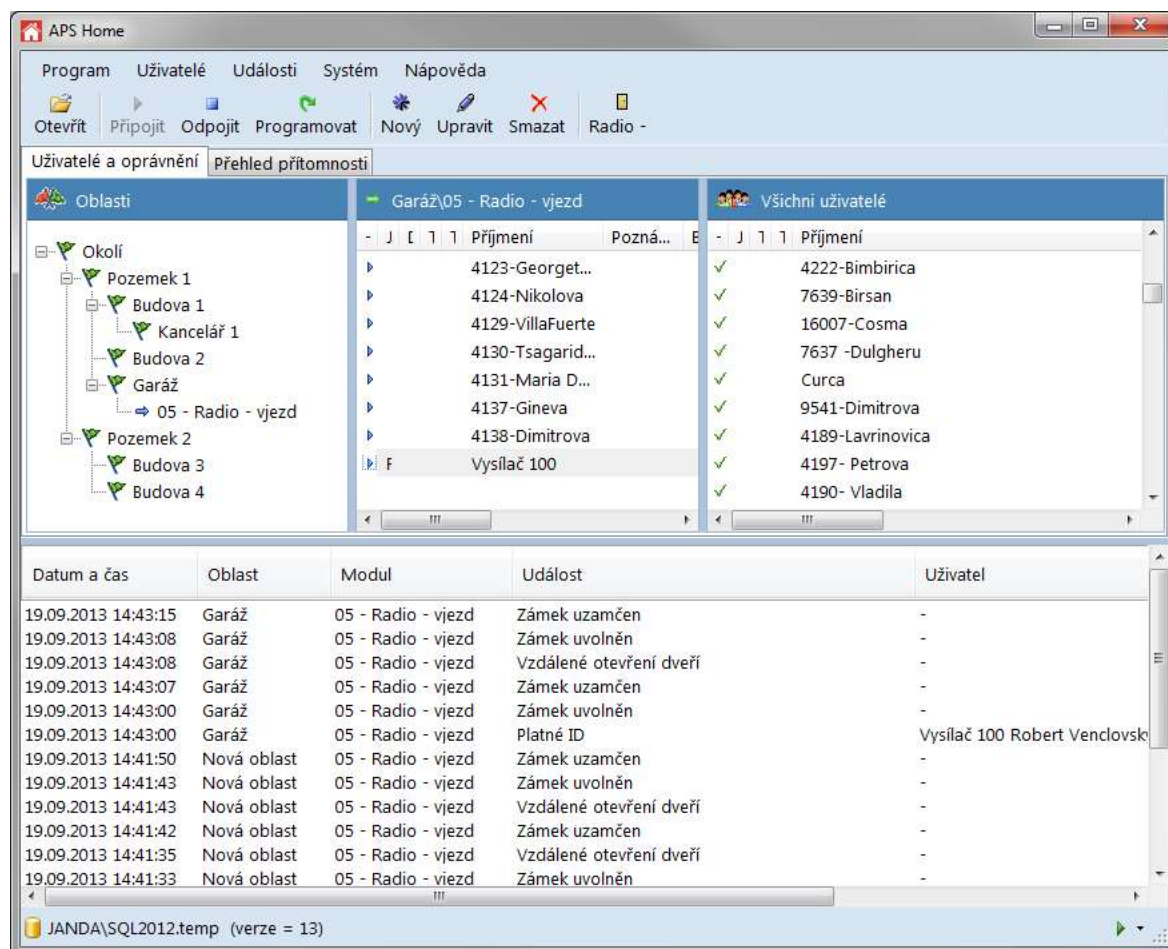 APS Home
Program Uživatelé Události Systém Nápověda
Otevřít Připojit Odpojit Programovat Nový Upravit Smazat Radio -
Uživatelé a oprávnění Přehled přítomnosti
Oblasti
Okolí
Pozemek 1
Budova 1
Kancelář 1
Budova 2
Garáž
05 - Radio - vjezd
Pozemek 2
Budova 3
Budova 4
Garáž\05 - Radio - vjezd
- J Příjmení Pozná...
4123-Georget...
4124-Nikolova
4129-VillaFuerte
4130-Tsagarid...
4131-Maria D...
4137-Gineva
4138-Dimitrova
F Vysílač 100
Všichni uživatelé
- J Příjmení
4222-Bimbirica
7639-Birsan
16007-Cosma
7637 -Dulgheru
Curca
9541-Dimitrova
4189-Lavrinovica
4197- Petrova
4190- Vladila
Datum a čas Oblast Modul Událost Uživatel
19.09.2013 14:43:15 Garáž 05 - Radio - vjezd Zámek uzamčen -
19.09.2013 14:43:08 Garáž 05 - Radio - vjezd Zámek uvolněn -
19.09.2013 14:43:08 Garáž 05 - Radio - vjezd Vzdálené otevření dveří -
19.09.2013 14:43:07 Garáž 05 - Radio - vjezd Zámek uzamčen -
19.09.2013 14:43:00 Garáž 05 - Radio - vjezd Zámek uvolněn -
19.09.2013 14:43:00 Garáž 05 - Radio - vjezd Platné ID Vysílač 100 Robert Venclovsk
19.09.2013 14:41:50 Nová oblast 05 - Radio - vjezd Zámek uzamčen -
19.09.2013 14:41:43 Nová oblast 05 - Radio - vjezd Zámek uvolněn -
19.09.2013 14:41:43 Nová oblast 05 - Radio - vjezd Vzdálené otevření dveří -
19.09.2013 14:41:42 Nová oblast 05 - Radio - vjezd Zámek uzamčen -
19.09.2013 14:41:35 Nová oblast 05 - Radio - vjezd Vzdálené otevření dveří -
19.09.2013 14:41:33 Nová oblast 05 - Radio - vjezd Zámek uvolněn -
JANDA\SQL2012.temp (verze = 13)